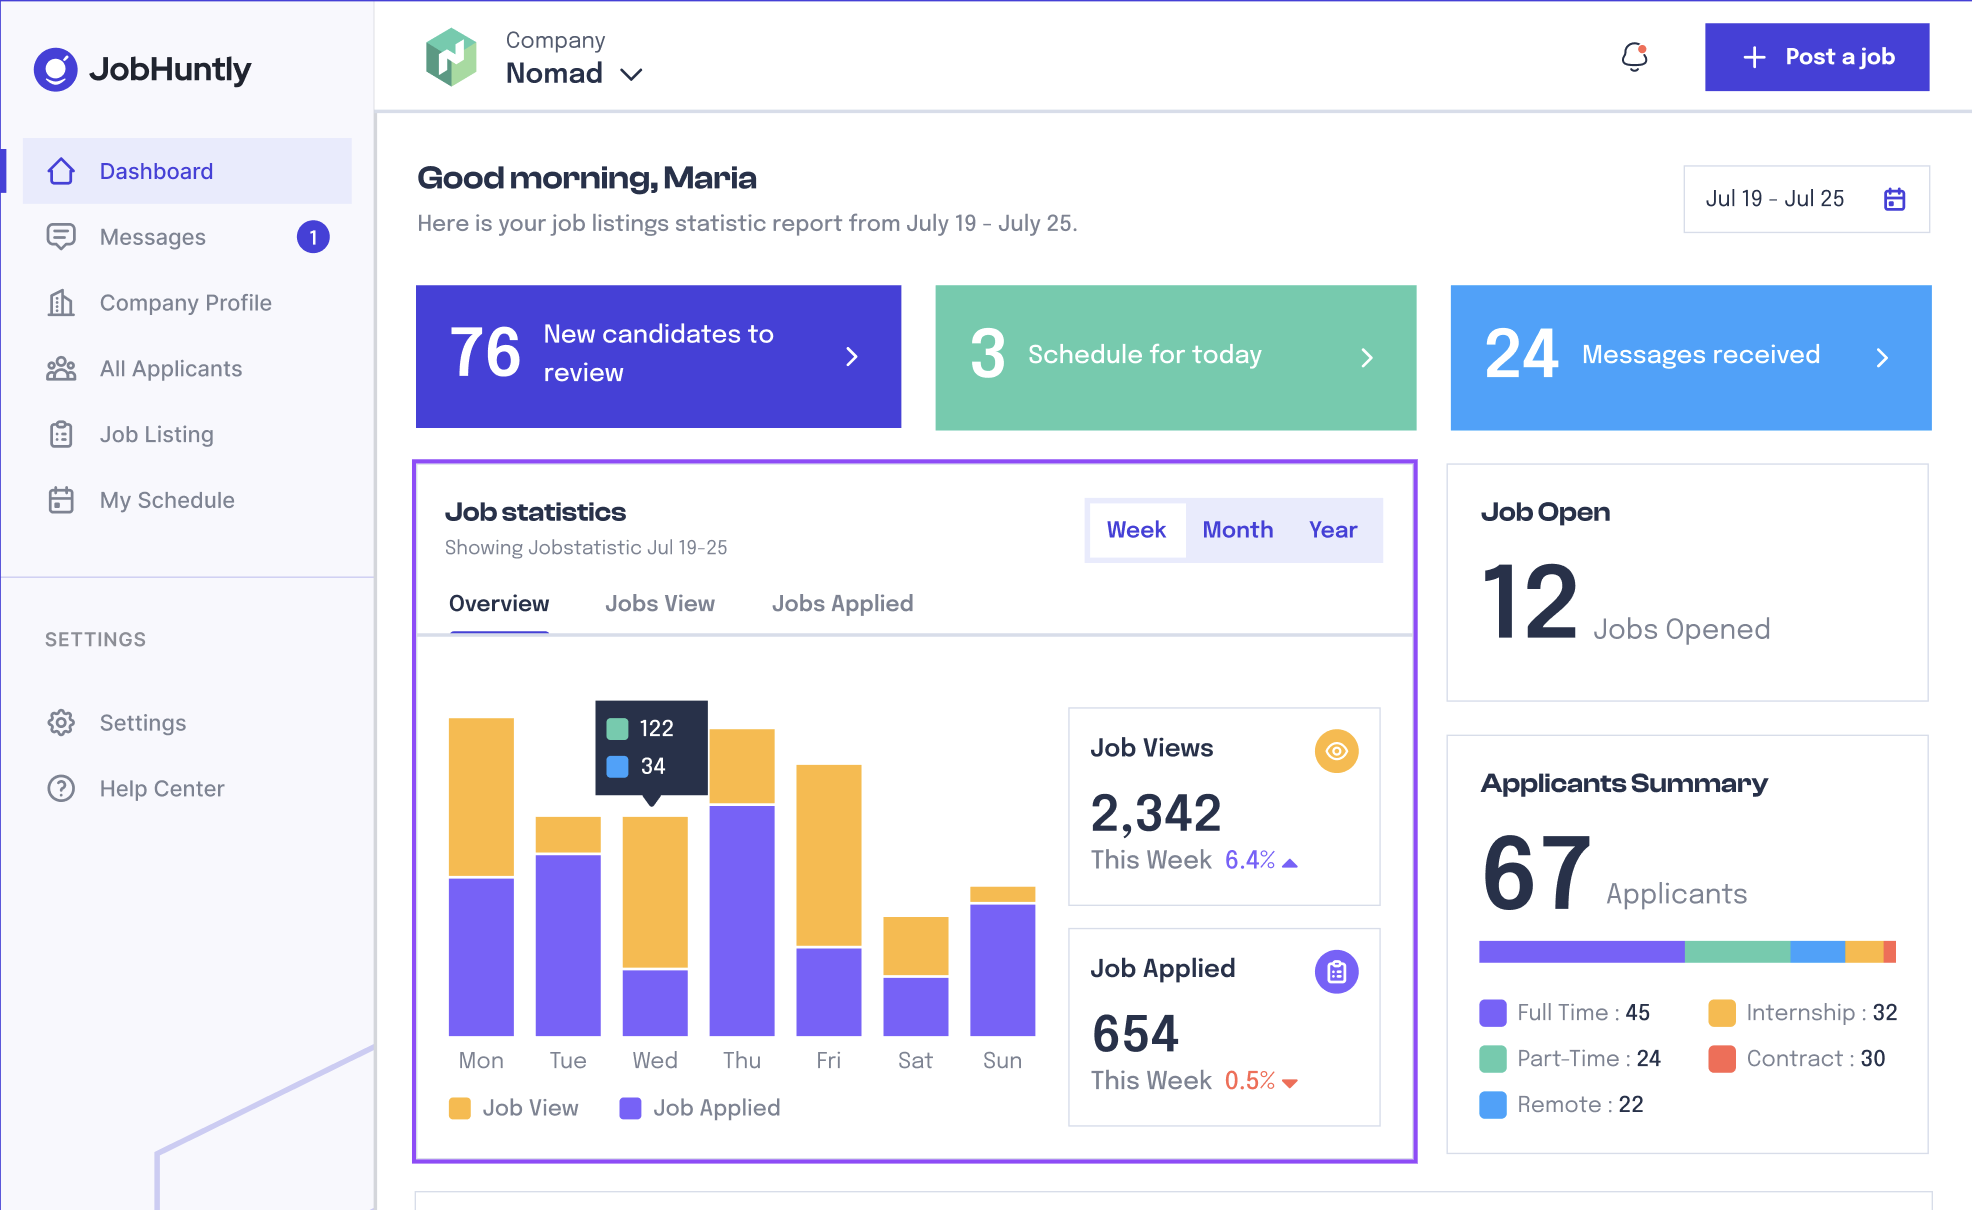 JobHuntly
Dashboard
Messages 1
Company Profile
All Applicants
Job Listing
My Schedule
SETTINGS
Settings
Help Center
Company
Nomad
Post a job
Good morning, Maria
Here is your job listings statistic report from July 19 - July 25.
Jul 19 - Jul 25
76 New candidates to
review
3 Schedule for today
24 Messages received
Job statistics
Showing Jobstatistic Jul 19-25
Week Month Year
Overview Jobs View Jobs Applied
122
34
Mon Tue Wed Thu Fri Sat Sun
Job View Job Applied
Job Views
2,342
This Week 6.4%
Job Applied
654
This Week 0.5%
Job Open
12 Jobs Opened
Applicants Summary
67 Applicants
Full Time : 45 Internship : 32
Part-Time : 24 Contract : 30
Remote : 22